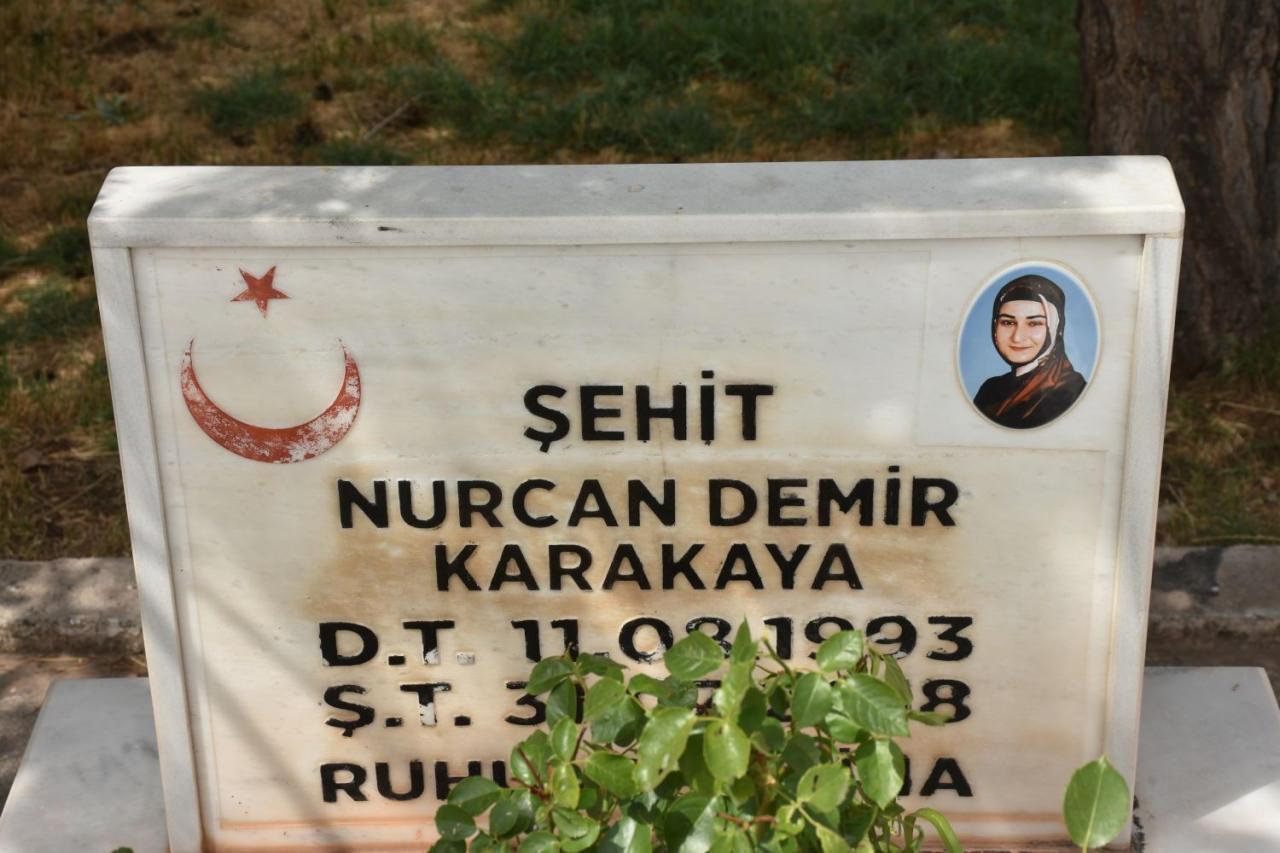 ŞEHİT
NURCAN DEMİR
KARAKAYA
D.T. 11.08.1993
Ş.T.